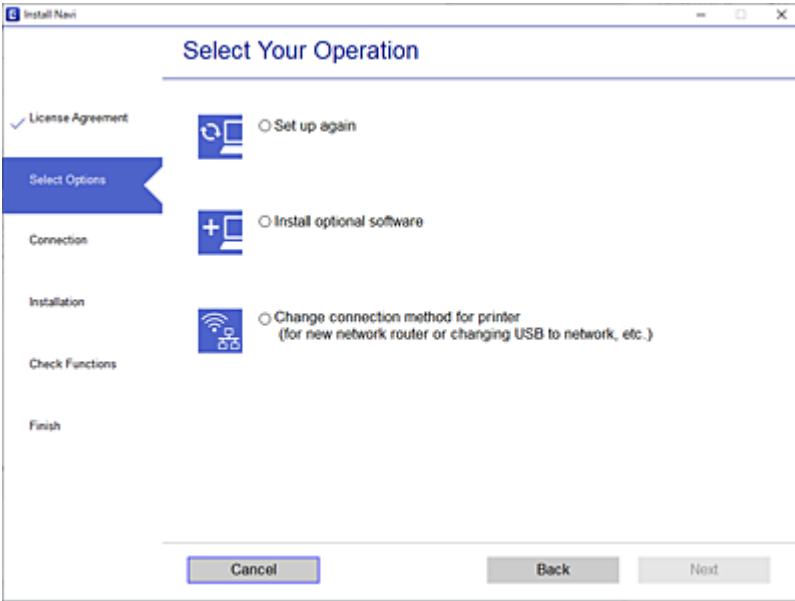 Install Navi
Select Your Operation
License Agreement
Select Options
Connection
Installation
Check Functions
Finish
Set up again
Install optional software
Change connection method for printer
(for new network router or changing USB to network, etc.)
Cancel
Back
Next